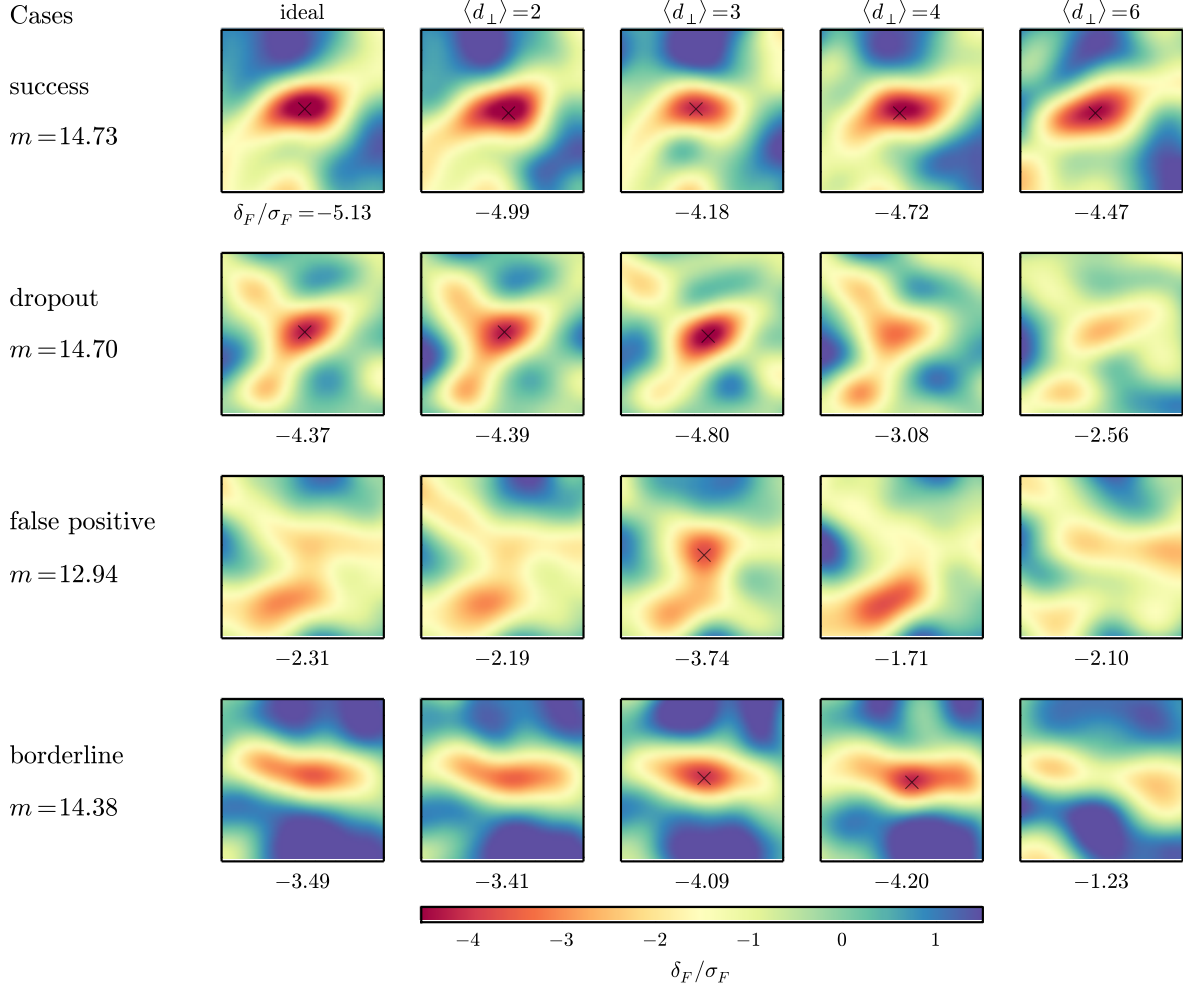 Cases ideal ⟨d⊥⟩=2 ⟨d⊥⟩=3 ⟨d⊥⟩=4 ⟨d⊥⟩=6
success
m=14.73
δF/σF=−5.13 −4.99 −4.18 −4.72 −4.47
dropout
m=14.70
−4.37 −4.39 −4.80 −3.08 −2.56
false positive
m=12.94
−2.31 −2.19 −3.74 −1.71 −2.10
borderline
m=14.38
−3.49 −3.41 −4.09 −4.20 −1.23
−4 −3 −2 −1 0 1
δF/σF